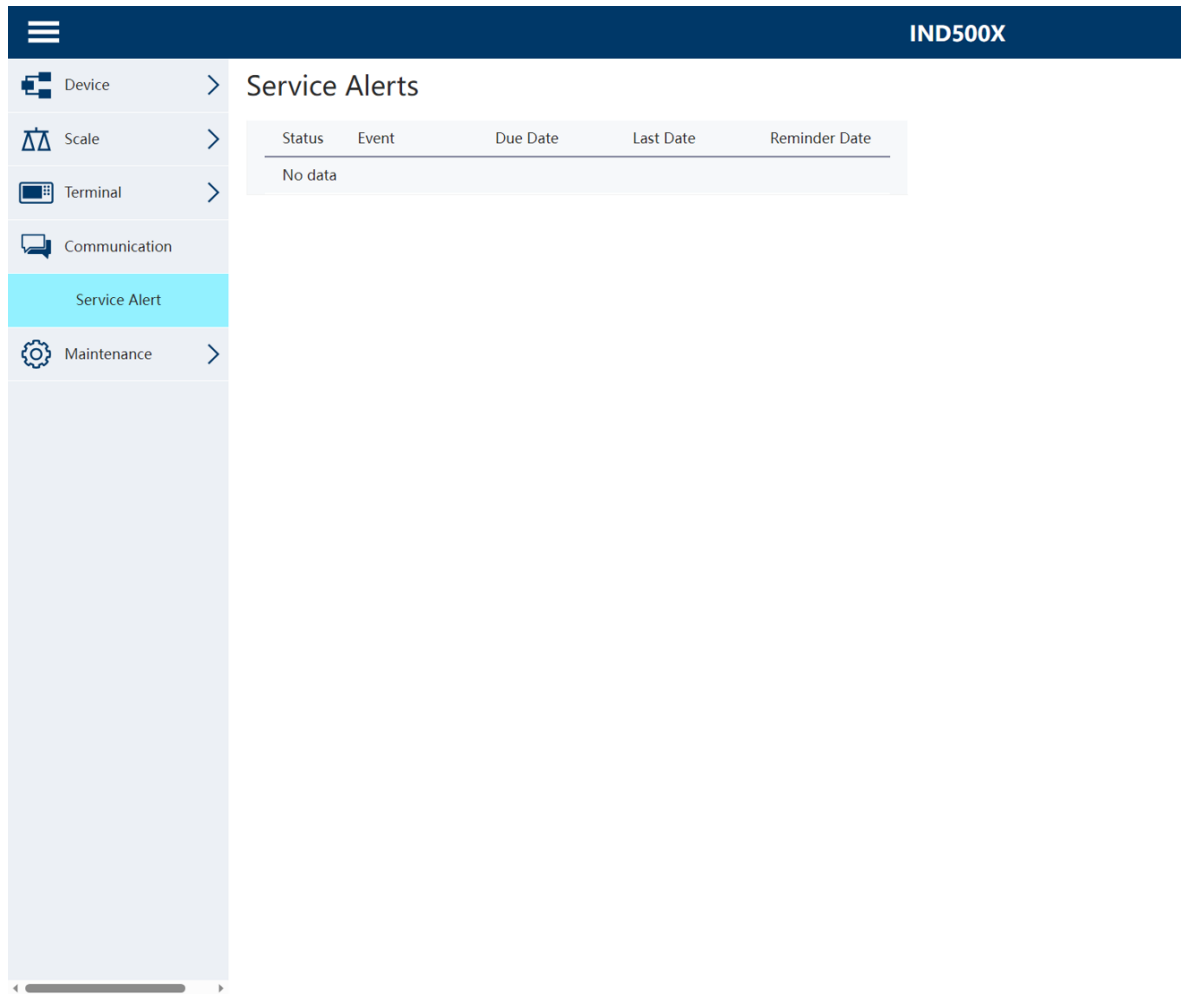 IND500X
Device
Scale
Terminal
Communication
Service Alert
Maintenance
Service Alerts
Status Event Due Date Last Date Reminder Date
No data